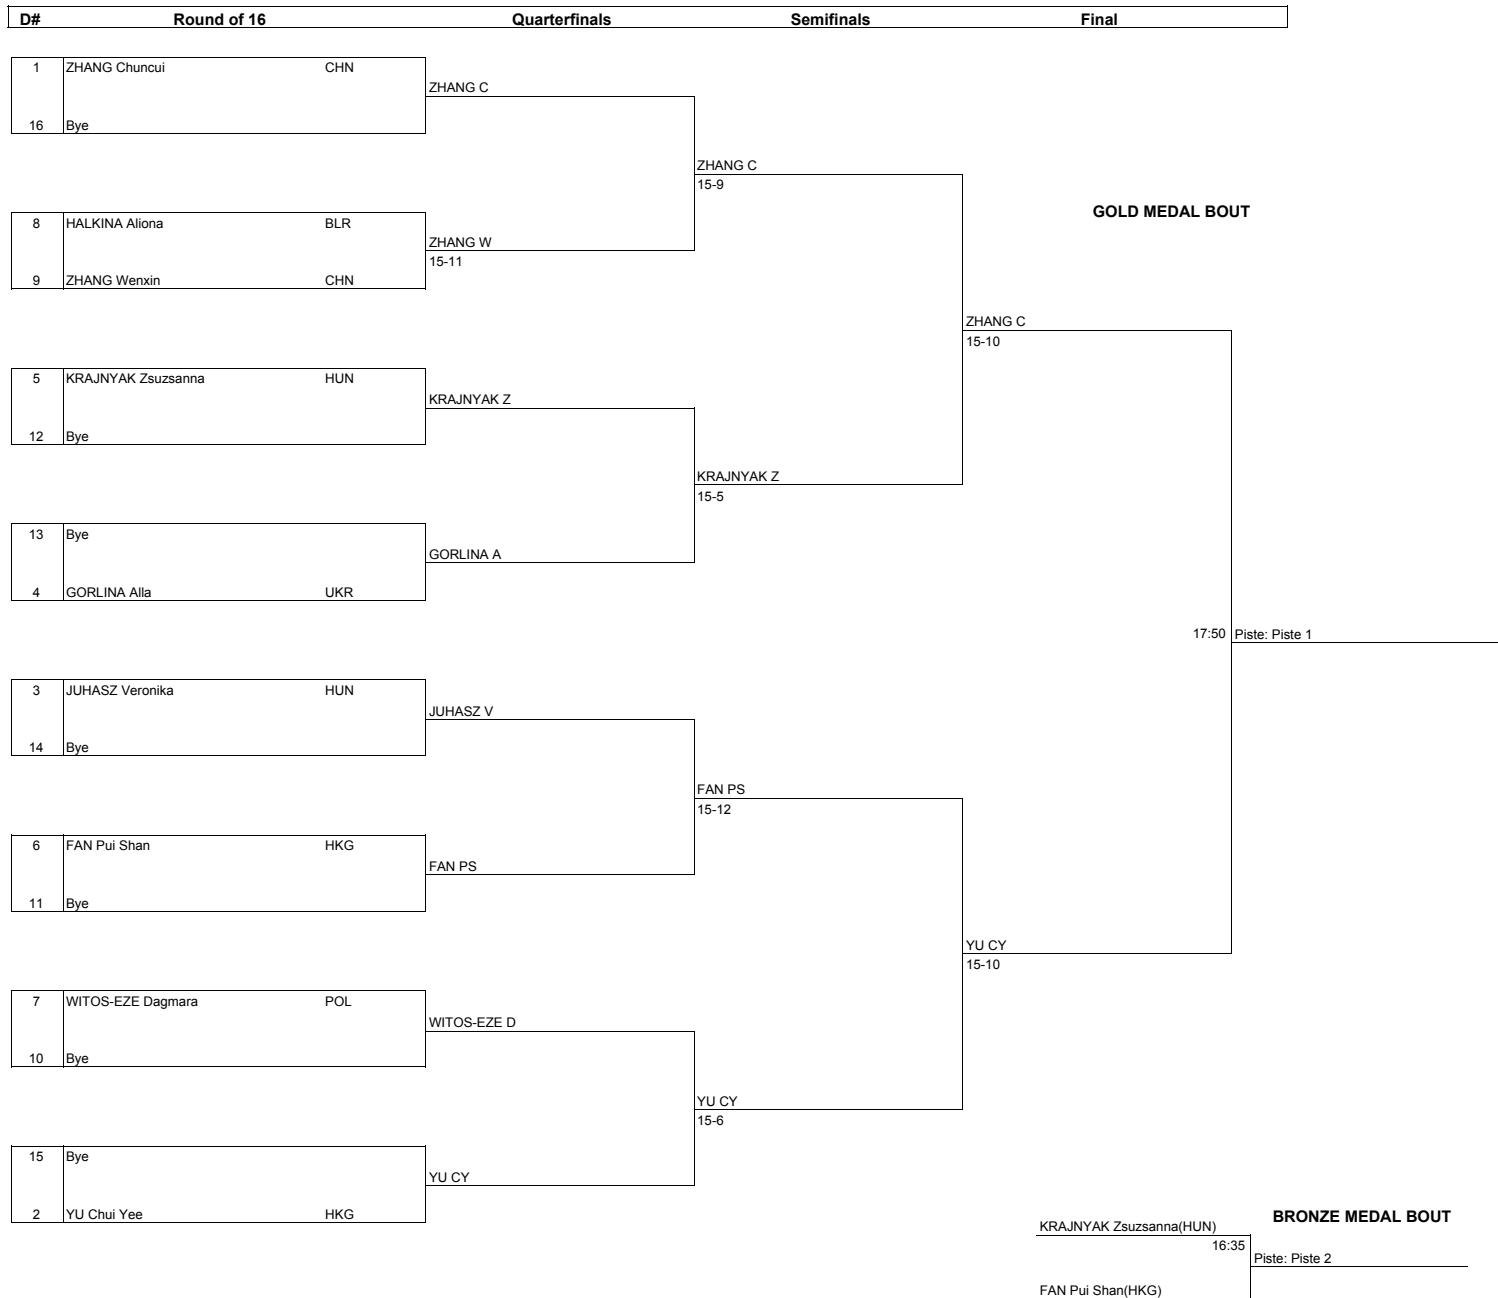 D# Round of 16 Quarterfinals Semifinals Final
1 ZHANG Chuncui CHN
ZHANG C
16 Bye
ZHANG C
15-9
GOLD MEDAL BOUT
8 HALKINA Aliona BLR
ZHANG W
15-11
9 ZHANG Wenxin CHN
ZHANG C
15-10
5 KRAJNYAK Zsuzsanna HUN
KRAJNYAK Z
12 Bye
KRAJNYAK Z
15-5
13 Bye
GORLINA A
4 GORLINA Alla UKR
17:50 Piste: Piste 1
3 JUHASZ Veronika HUN
JUHASZ V
14 Bye
FAN PS
15-12
6 FAN Pui Shan HKG
FAN PS
11 Bye
YU CY
15-10
7 WITOS-EZE Dagmara POL
WITOS-EZE D
10 Bye
YU CY
15-6
15 Bye
YU CY
2 YU Chui Yee HKG
BRONZE MEDAL BOUT
KRAJNYAK Zsuzsanna(HUN)
16:35
Piste: Piste 2
FAN Pui Shan(HKG)